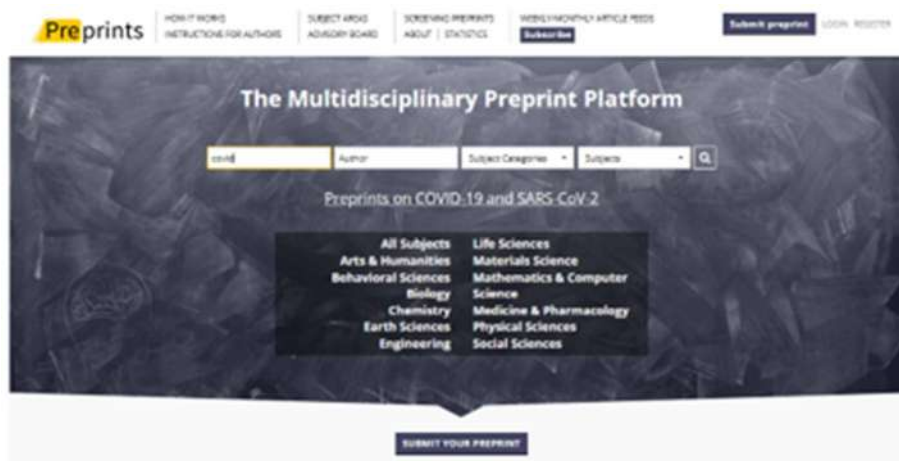 Preprints
HOW IT WORKS
INSTRUCTIONS FOR AUTHORS
SUBJECT AREAS
ADVISORY BOARD
SCREENING PREPRINTS
ABOUT | STATISTICS
WEEKLY/MONTHLY ARTICLE FEEDS
Subscribe
Submit preprint
LOGIN REGISTER
The Multidisciplinary Preprint Platform
covid
Author
Subject Categories
Subjects
Preprints on COVID-19 and SARS-CoV-2
All Subjects
Arts & Humanities
Behavioral Sciences
Biology
Chemistry
Earth Sciences
Engineering
Life Sciences
Materials Science
Mathematics & Computer
Science
Medicine & Pharmacology
Physical Sciences
Social Sciences
SUBMIT YOUR PREPRINT